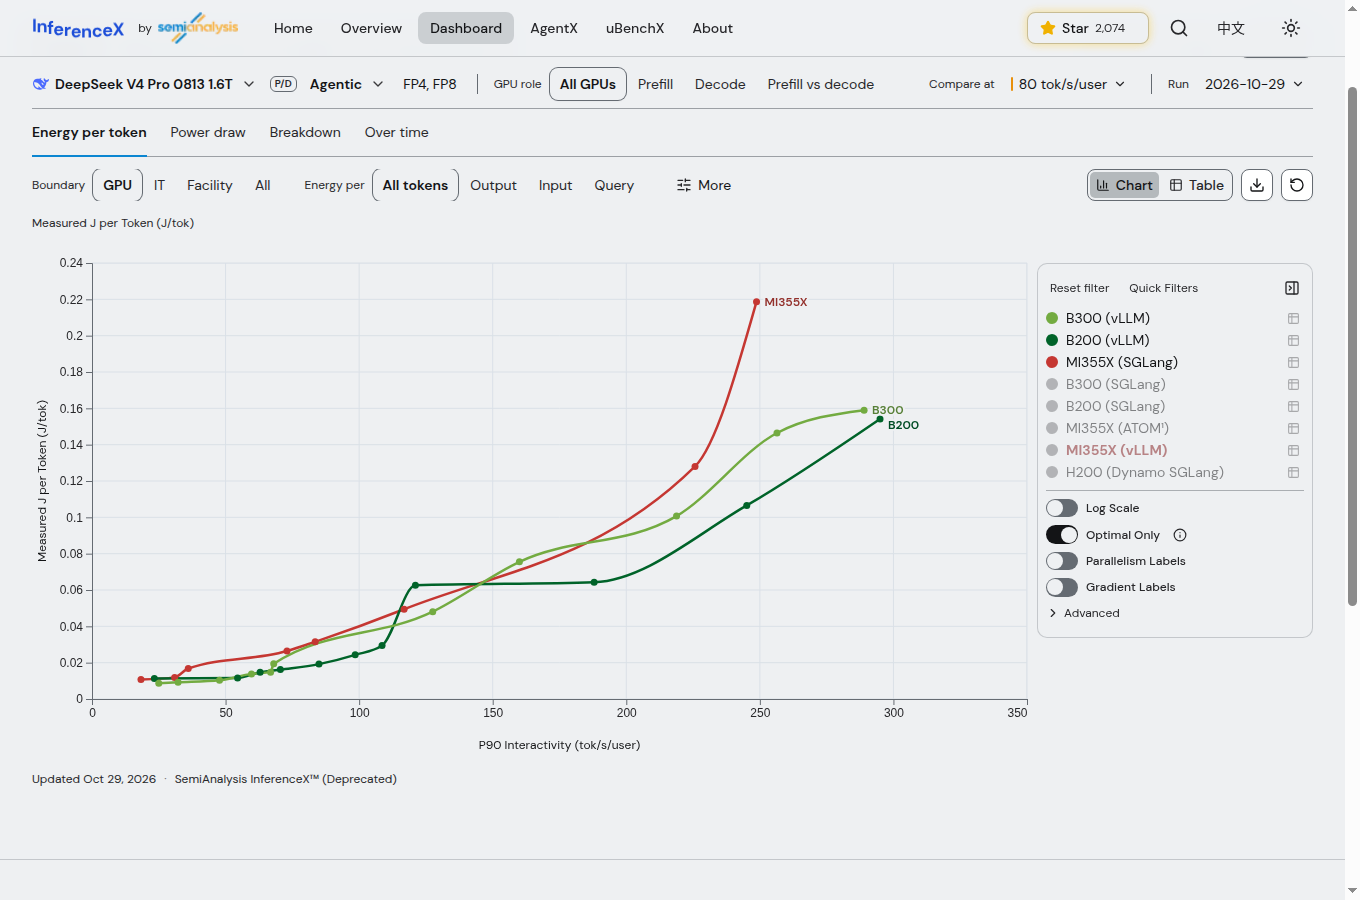 InferenceX by semianalysis Home Overview Dashboard AgentX uBenchX About Star 2,074 中文
DeepSeek V4 Pro 0813 1.6T P/D Agentic FP4, FP8 GPU role All GPUs Prefill Decode Prefill vs decode Compare at 80 tok/s/user Run 2026-10-29
Energy per token Power draw Breakdown Over time
Boundary GPU IT Facility All Energy per All tokens Output Input Query More Chart Table
Measured J per Token (J/tok)
Measured J per Token (J/tok)
0.24
0.22
0.2
0.18
0.16
0.14
0.12
0.1
0.08
0.06
0.04
0.02
0
MI355X
B300
B200
0 50 100 150 200 250 300 350
P90 Interactivity (tok/s/user)
Reset filter Quick Filters
B300 (vLLM)
B200 (vLLM)
MI355X (SGLang)
B300 (SGLang)
B200 (SGLang)
MI355X (ATOM¹)
MI355X (vLLM)
H200 (Dynamo SGLang)
Log Scale
Optimal Only
Parallelism Labels
Gradient Labels
Advanced
Updated Oct 29, 2026 · SemiAnalysis InferenceX™ (Deprecated)